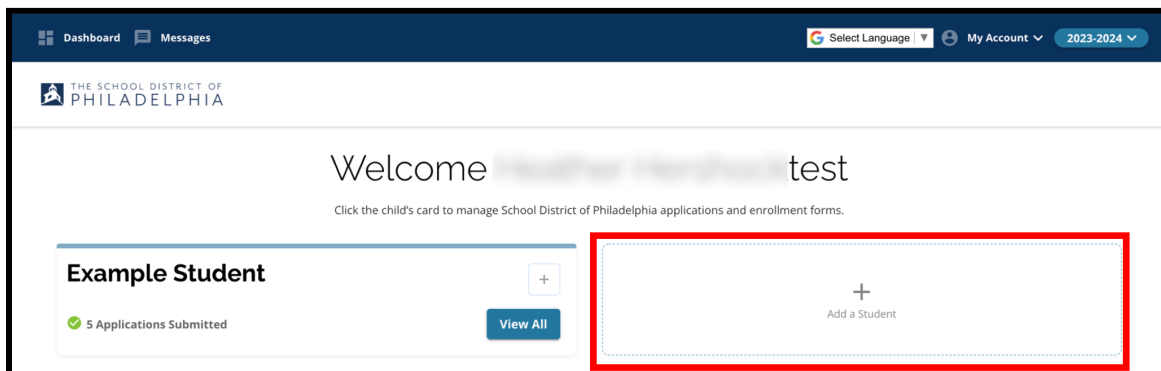 Dashboard Messages Select Language My Account 2023-2024
THE SCHOOL DISTRICT OF
PHILADELPHIA
Welcome test
Click the child's card to manage School District of Philadelphia applications and enrollment forms.
Example Student
5 Applications Submitted View All
Add a Student